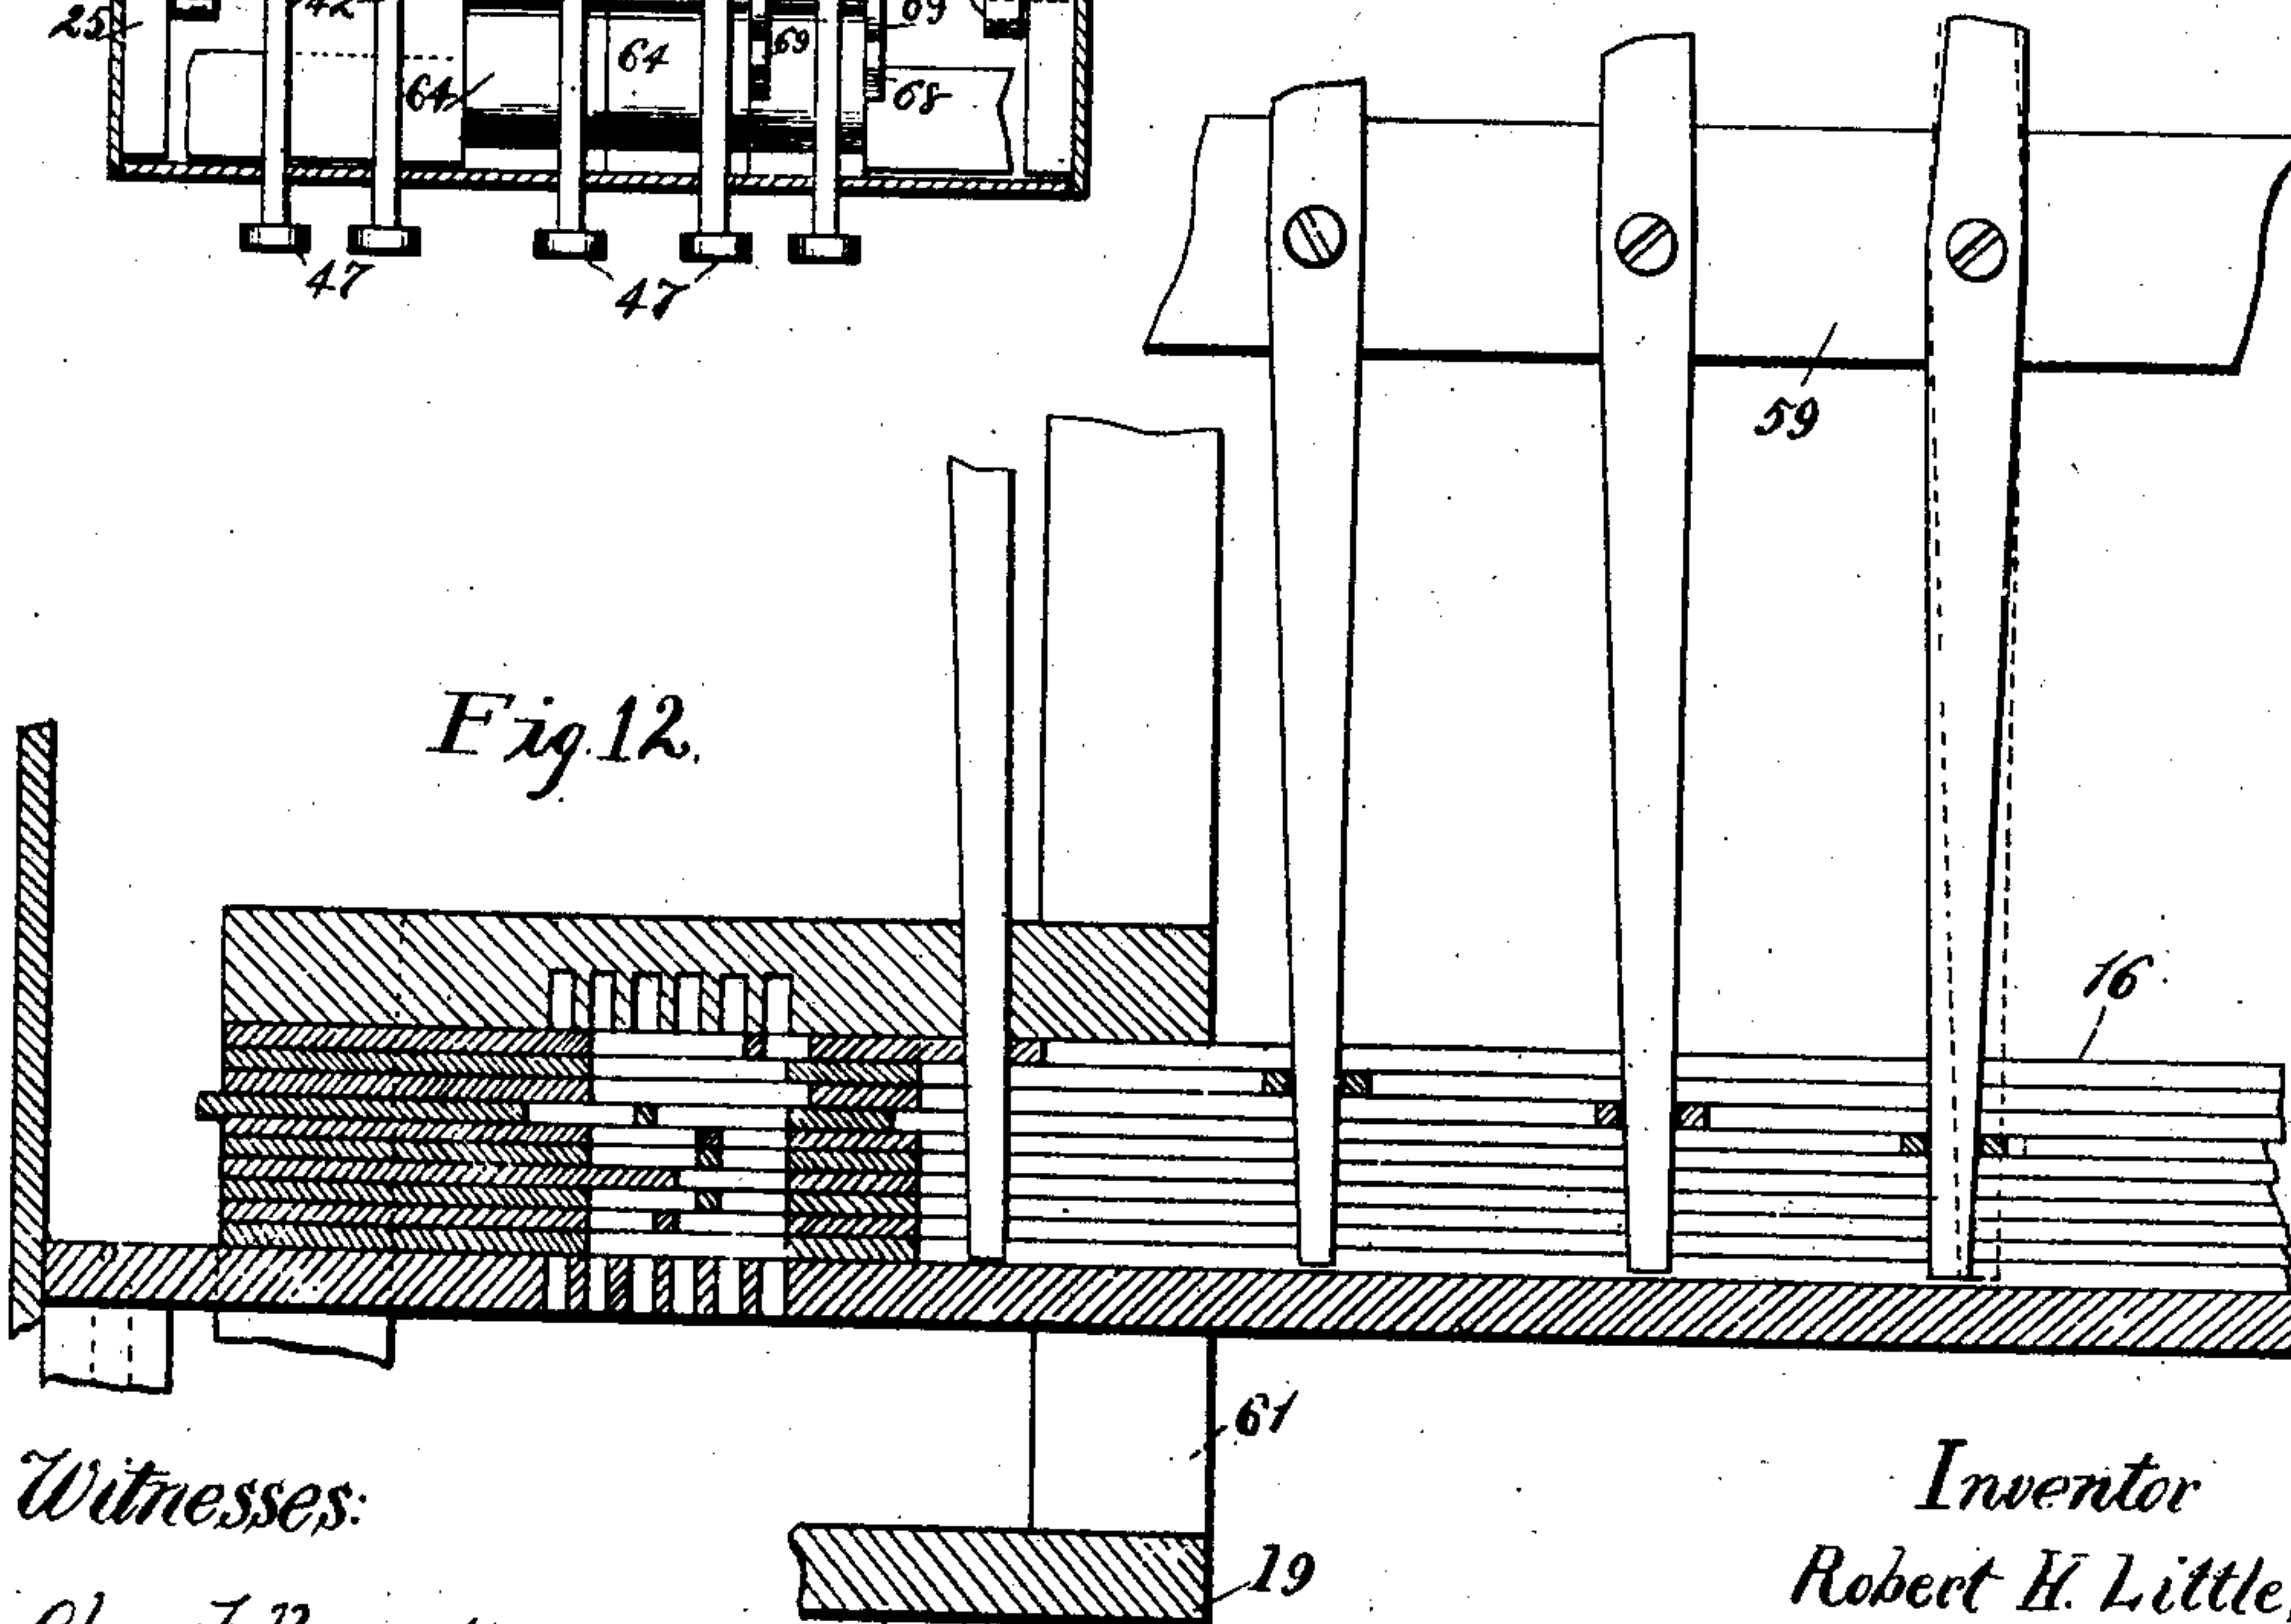 25 42 69
64 64 69 68
47 47
59
Fig. 12.
16
61
Witnesses: Inventor
19
Robert H. Little,